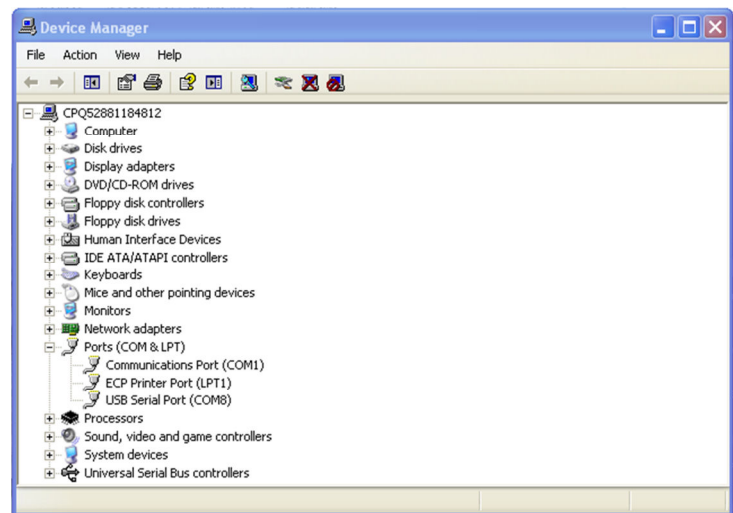 Device Manager
File Action View Help
CPQ52881184812
Computer
Disk drives
Display adapters
DVD/CD-ROM drives
Floppy disk controllers
Floppy disk drives
Human Interface Devices
IDE ATA/ATAPI controllers
Keyboards
Mice and other pointing devices
Monitors
Network adapters
Ports (COM & LPT)
Communications Port (COM1)
ECP Printer Port (LPT1)
USB Serial Port (COM8)
Processors
Sound, video and game controllers
System devices
Universal Serial Bus controllers